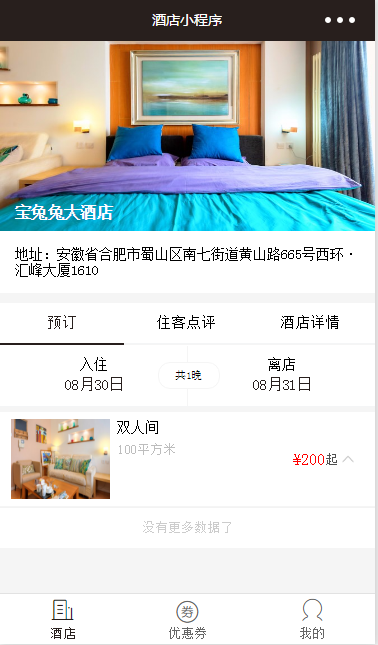 酒店小程序
宝兔兔大酒店
地址：安徽省合肥市蜀山区南七街道黄山路665号西环·
汇峰大厦1610
预订 住客点评 酒店详情
入住 离店
08月30日 共1晚 08月31日
双人间
100平方米
¥200起
没有更多数据了
券
酒店 优惠券 我的